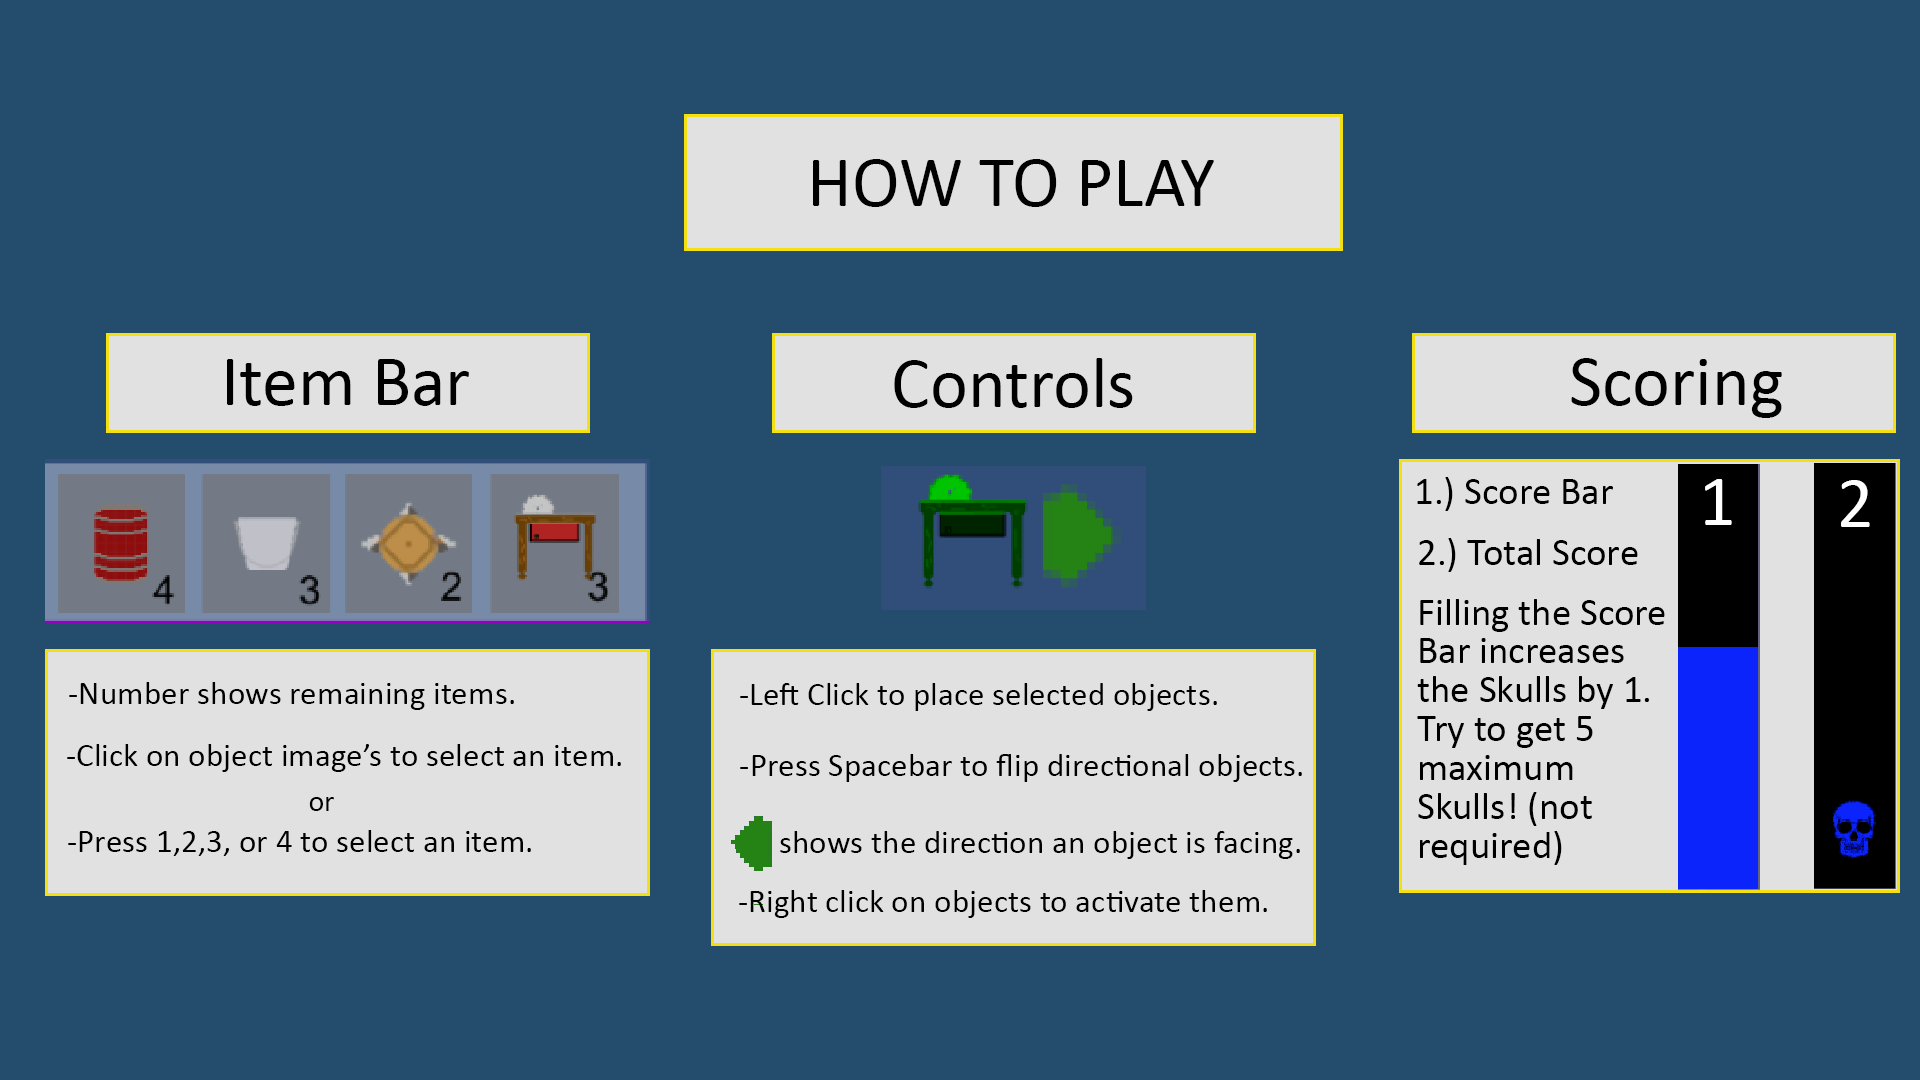 HOW TO PLAY
Item Bar
4
3
2
3
-Number shows remaining items.
-Click on object image’s to select an item.
or
-Press 1,2,3, or 4 to select an item.
Controls
-Left Click to place selected objects.
-Press Spacebar to flip directional objects.
shows the direction an object is facing.
-Right click on objects to activate them.
Scoring
1.) Score Bar
2.) Total Score
Filling the Score
Bar increases
the Skulls by 1.
Try to get 5
maximum
Skulls! (not
required)
1
2